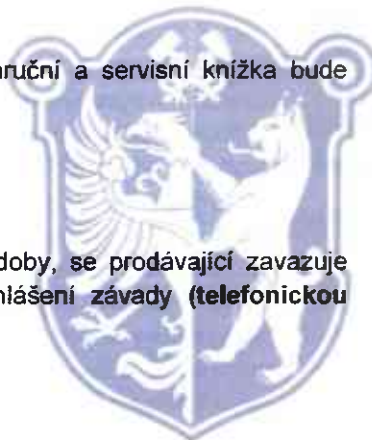 aruční a servisní knížka bude
doby, se prodávající zavazuje
hlášení závady (telefonickou